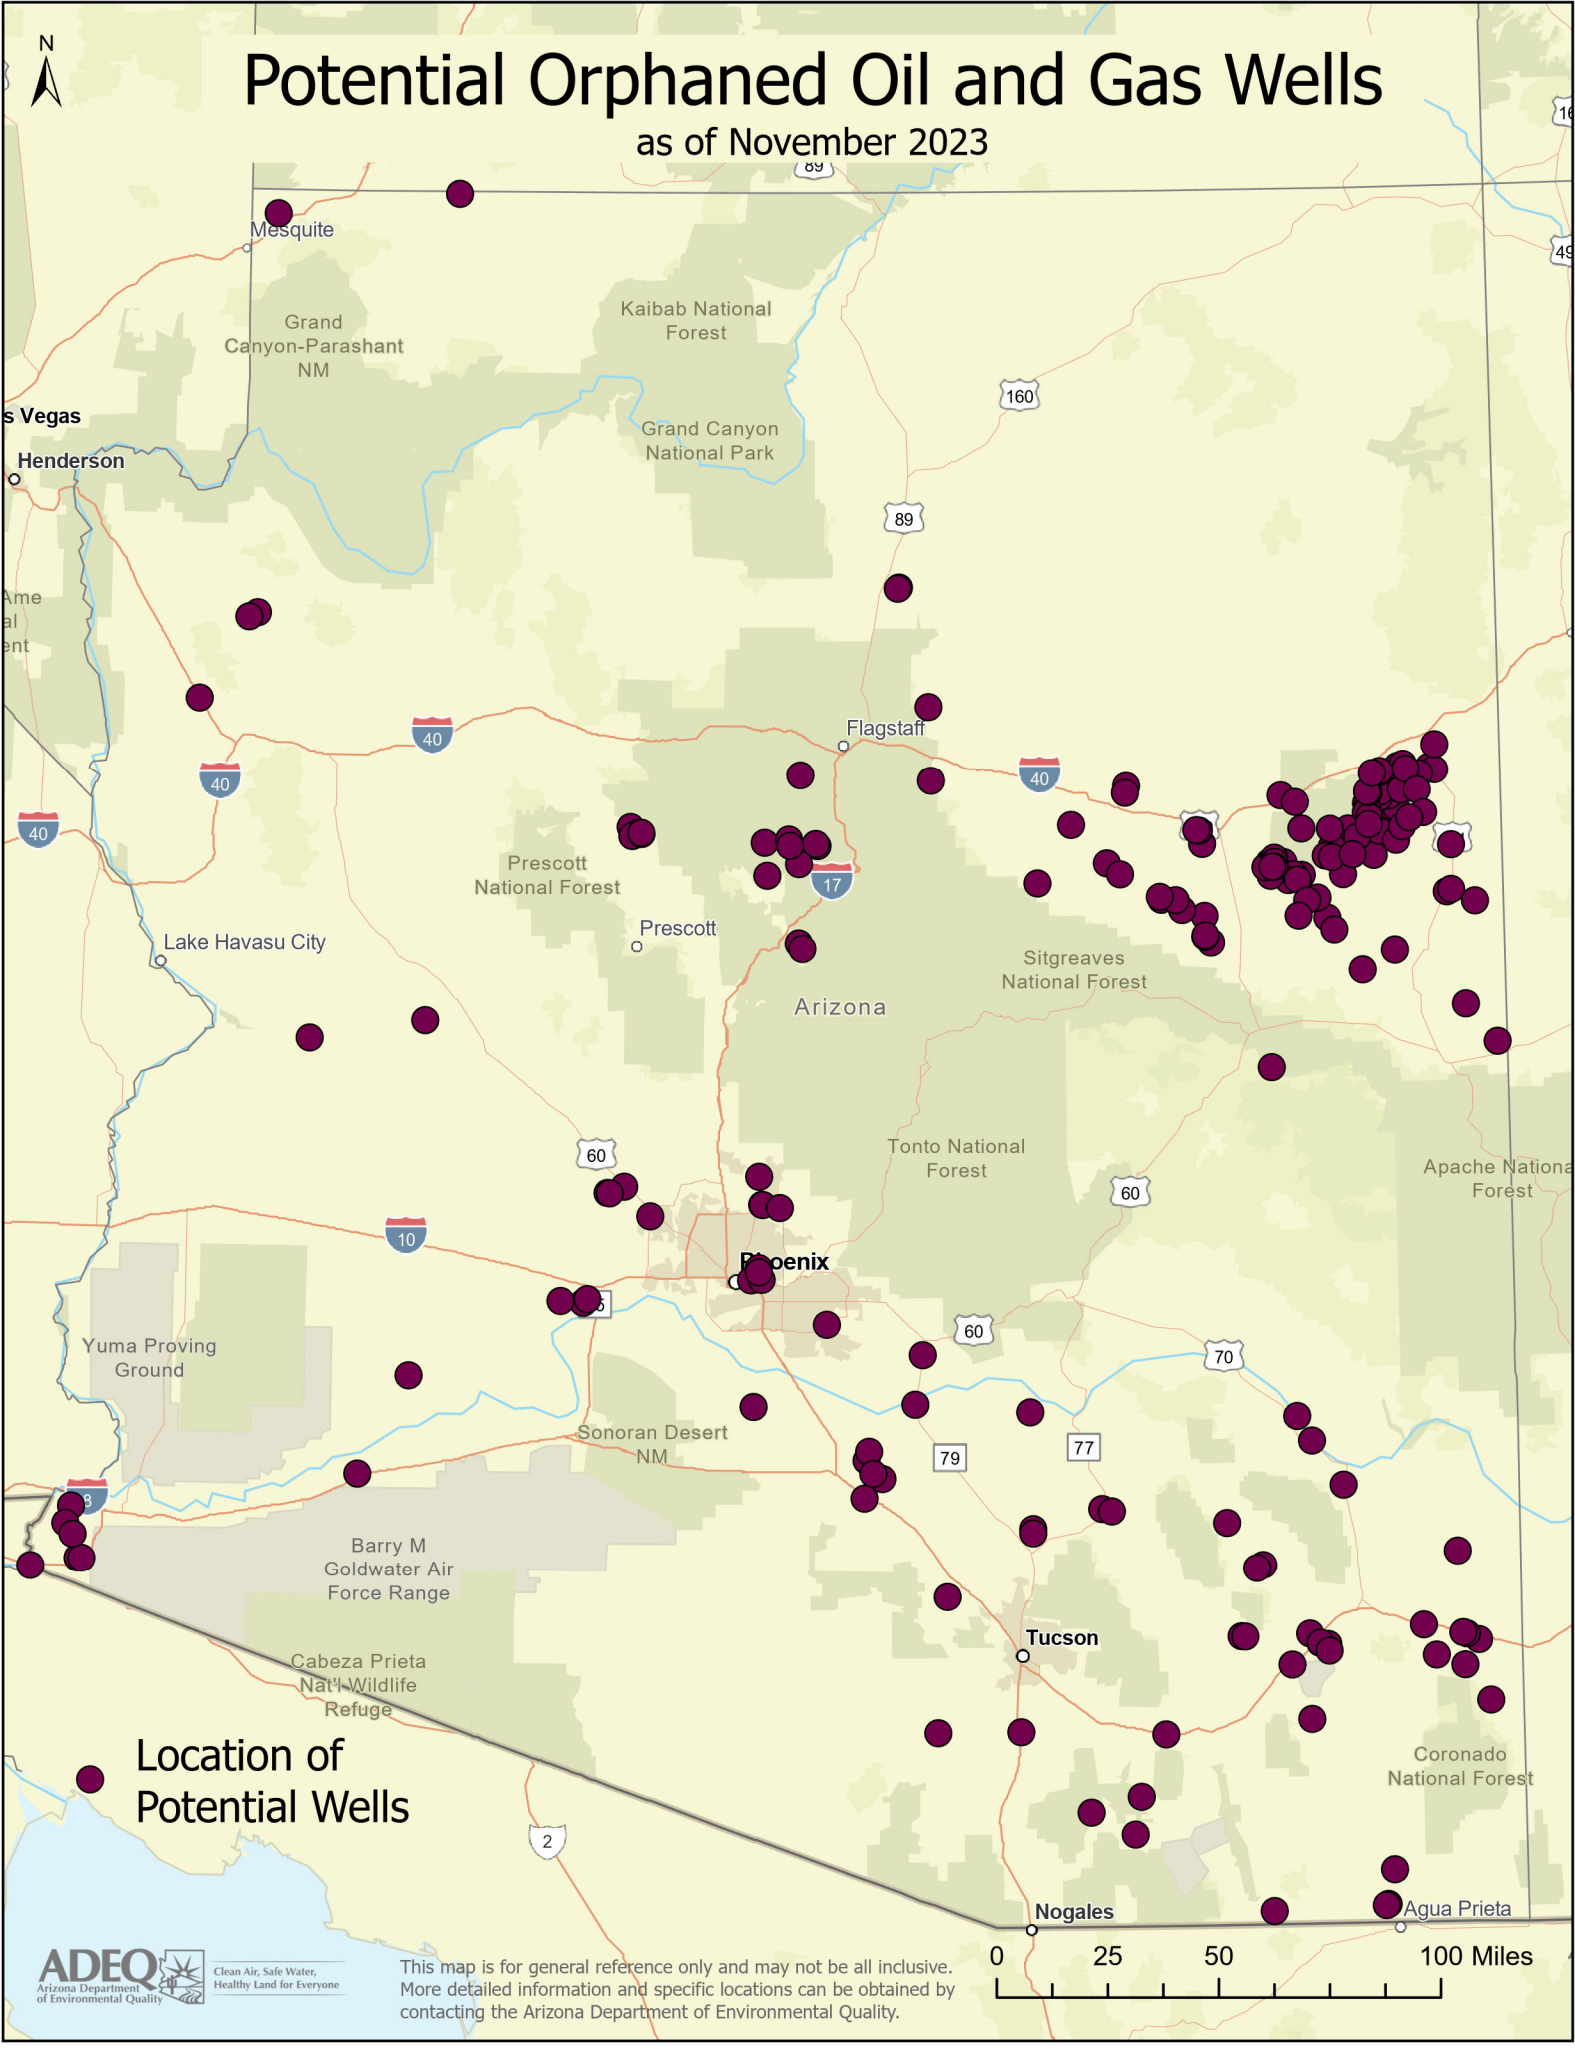 N
Potential Orphaned Oil and Gas Wells
as of November 2023
89
Mesquite
Grand
Canyon-Parashant
NM
Kaibab National
Forest
s Vegas
Henderson
160
49
Grand Canyon
National Park
89
Ame
al
ent
40
40
40
Flagstaff
40
Prescott
National Forest
17
Prescott
Lake Havasu City
Sitgreaves
National Forest
Arizona
Tonto National
Forest
60
60
Apache Nationa
Forest
10
Phoenix
Yuma Proving
Ground
60
70
Sonoran Desert
NM
79
77
8
Barry M
Goldwater Air
Force Range
Tucson
Cabeza Prieta
Nat'l Wildlife
Refuge
Location of
Potential Wells
Coronado
National Forest
2
Nogales
Agua Prieta
0 25 50 100 Miles
ADEQ
Arizona Department
of Environmental Quality
Clean Air, Safe Water,
Healthy Land for Everyone
This map is for general reference only and may not be all inclusive.
More detailed information and specific locations can be obtained by
contacting the Arizona Department of Environmental Quality.